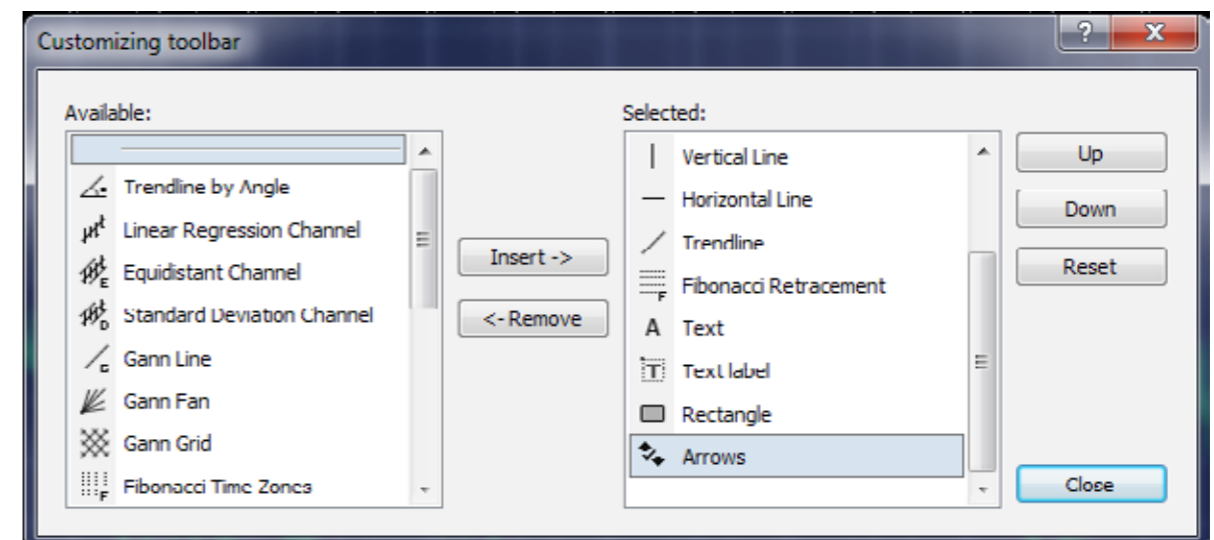 Customizing toolbar
Available:
Trendline by Angle
Linear Regression Channel
Equidistant Channel
Standard Deviation Channel
Gann Line
Gann Fan
Gann Grid
Fibonacci Time Zones
Insert ->
<- Remove
Selected:
Vertical Line
Horizontal Line
Trendline
Fibonacci Retracement
Text
Text label
Rectangle
Arrows
Up
Down
Reset
Close